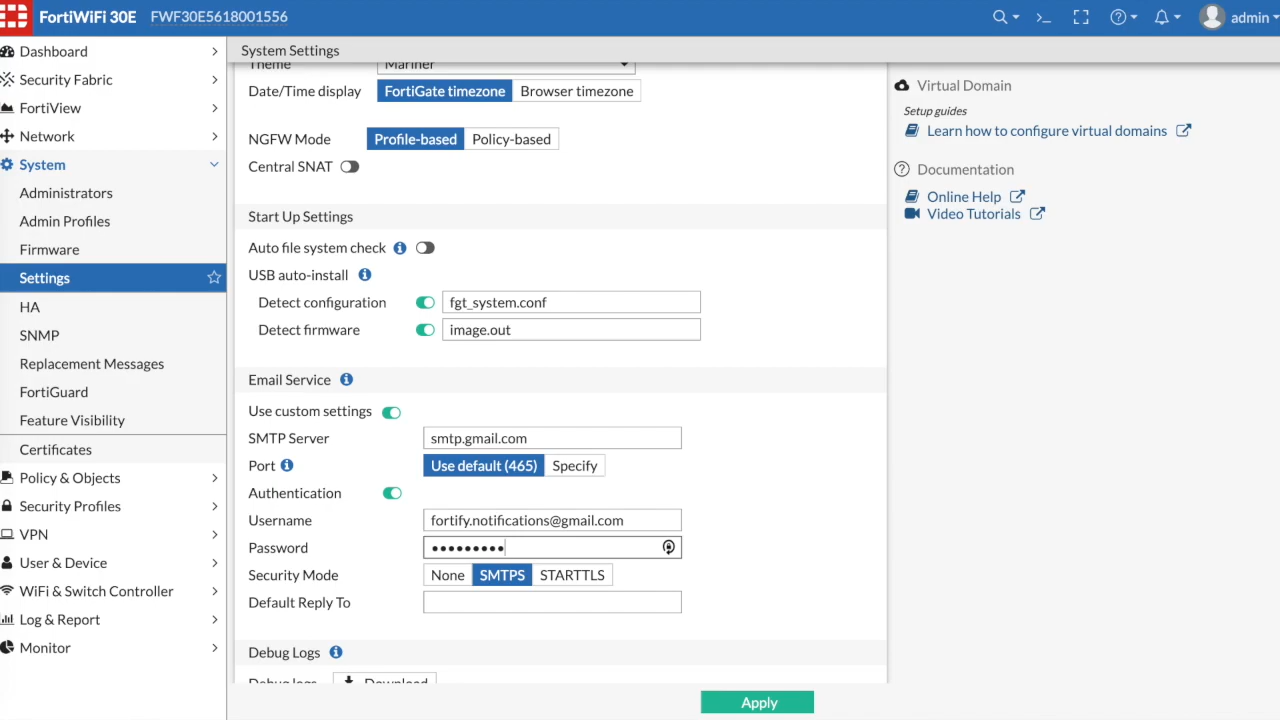 FortiWiFi 30E FWF30E5618001556 admin
Dashboard
Security Fabric
FortiView
Network
System
Administrators
Admin Profiles
Firmware
Settings
HA
SNMP
Replacement Messages
FortiGuard
Feature Visibility
Certificates
Policy & Objects
Security Profiles
VPN
User & Device
WiFi & Switch Controller
Log & Report
Monitor
System Settings
Theme Mariner
Date/Time display FortiGate timezone Browser timezone
NGFW Mode Profile-based Policy-based
Central SNAT
Start Up Settings
Auto file system check
USB auto-install
Detect configuration fgt_system.conf
Detect firmware image.out
Email Service
Use custom settings
SMTP Server smtp.gmail.com
Port Use default (465) Specify
Authentication
Username fortify.notifications@gmail.com
Password •••••••••
Security Mode None SMTPS STARTTLS
Default Reply To
Debug Logs
Debug logs Download
Apply
Virtual Domain
Setup guides
Learn how to configure virtual domains
Documentation
Online Help
Video Tutorials